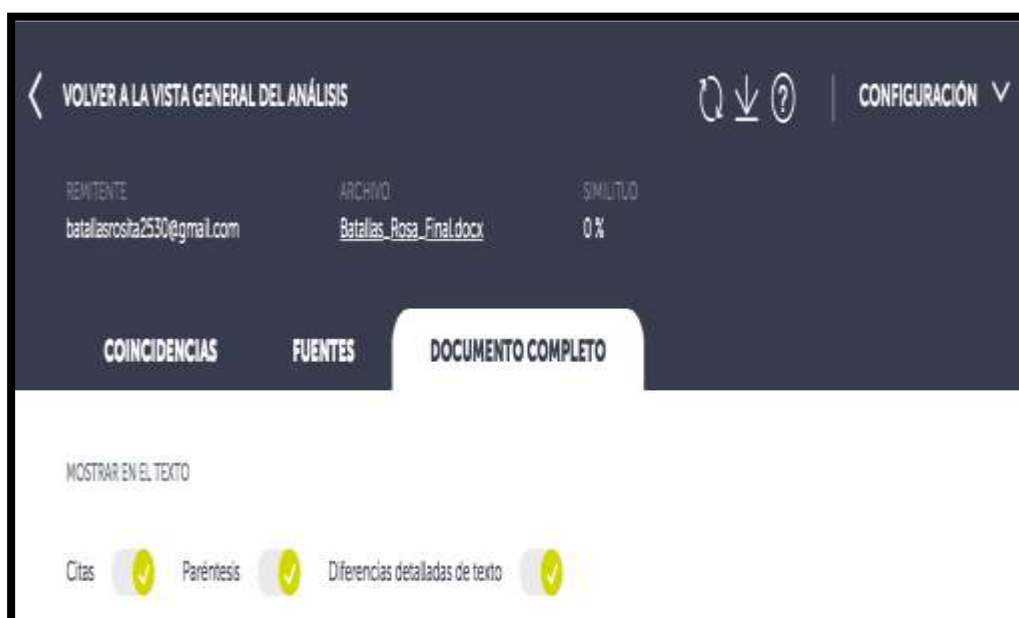 VOLVER A LA VISTA GENERAL DEL ANÁLISIS
CONFIGURACIÓN
REMITENTE ARCHIVO SIMILITUD
batallasrosita2530@gmail.com Batallas_Rosa_Final.docx 0 %
COINCIDENCIAS FUENTES DOCUMENTO COMPLETO
MOSTRAR EN EL TEXTO
Citas Paréntesis Diferencias detalladas de texto